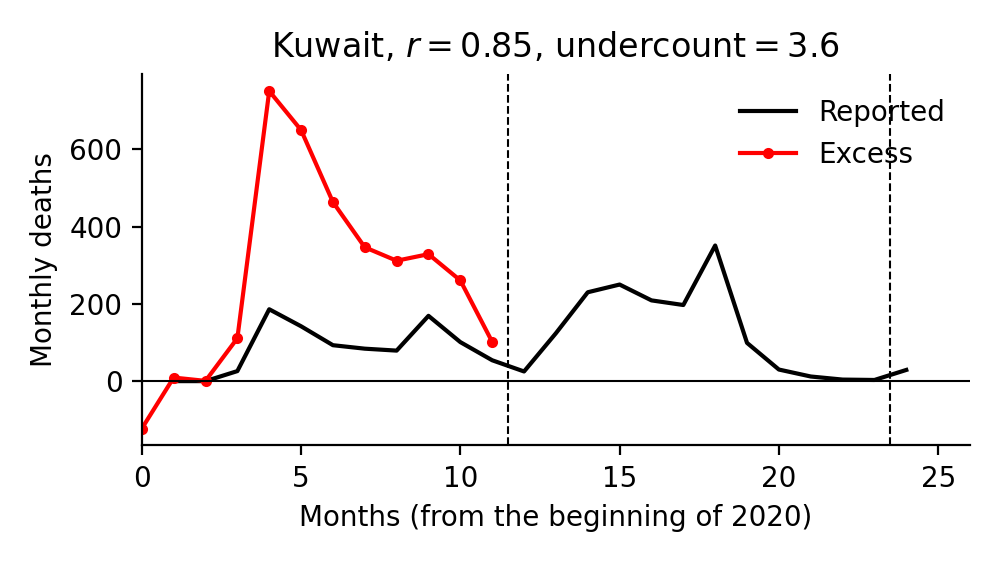 Kuwait, r = 0.85, undercount = 3.6
Reported
Excess
Monthly deaths
600
400
200
0
0 5 10 15 20 25
Months (from the beginning of 2020)